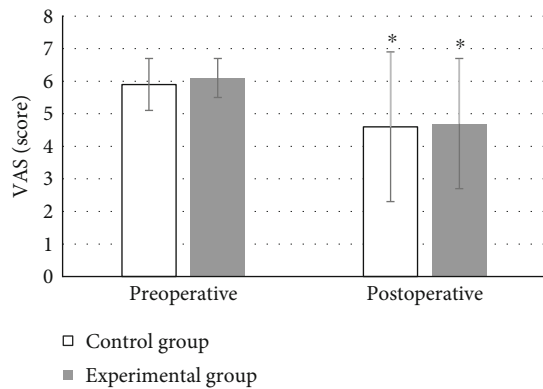 8
7
6
5
4
3
2
1
0
VAS (score)
*
*
Preoperative
Postoperative
Control group
Experimental group